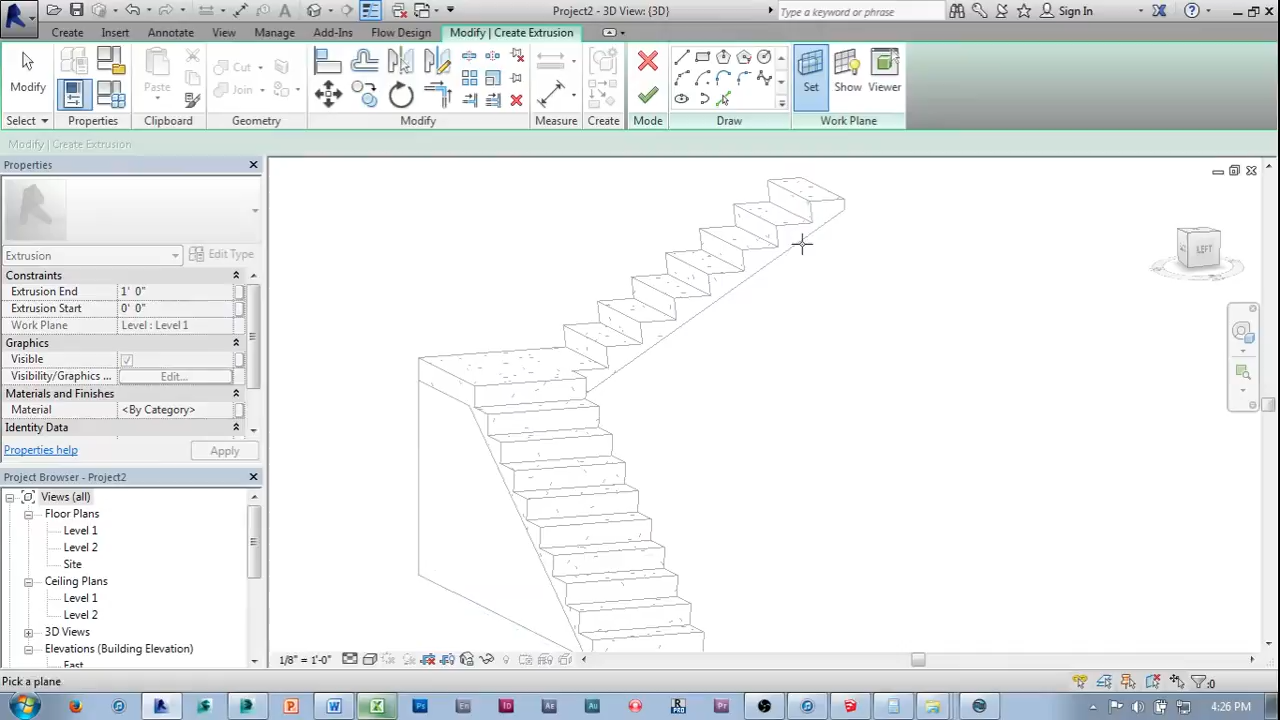 Project2 - 3D View: {3D}
Type a keyword or phrase
Sign In
Create Insert Annotate View Manage Add-Ins Flow Design Modify | Create Extrusion
Modify
Paste
Cut
Join
Set Show Viewer
Select Properties Clipboard Geometry Modify Measure Create Mode Draw Work Plane
Modify | Create Extrusion
Properties
Extrusion Edit Type
Constraints
Extrusion End 1' 0"
Extrusion Start 0' 0"
Work Plane Level : Level 1
Graphics
Visible
Visibility/Graphics ... Edit...
Materials and Finishes
Material <By Category>
Identity Data
Properties help Apply
Project Browser - Project2
Views (all)
Floor Plans
Level 1
Level 2
Site
Ceiling Plans
Level 1
Level 2
3D Views
Elevations (Building Elevation)
East
LEFT
1/8" = 1'-0"
Pick a plane
:0
4:26 PM